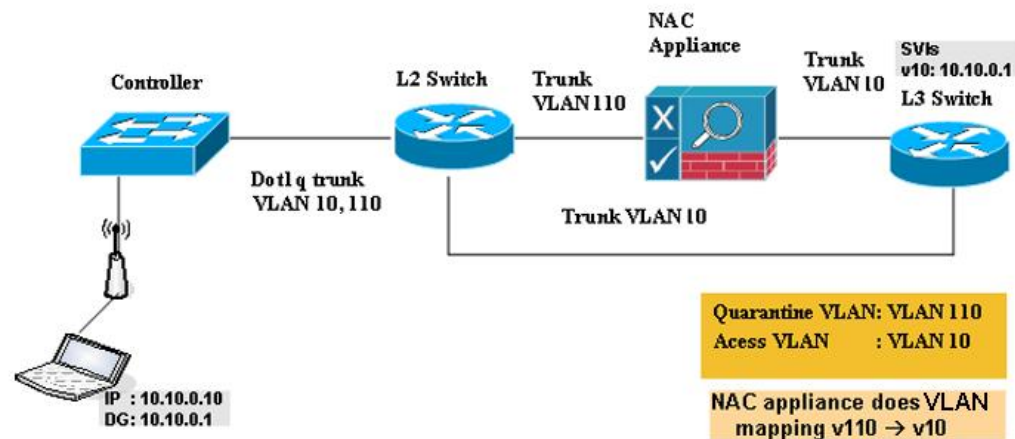 NAC
Appliance
SVIs
v10: 10.10.0.1
Controller
L2 Switch
Trunk
VLAN 110
Trunk
VLAN 10
L3 Switch
Dot1q trunk
VLAN 10, 110
Trunk VLAN 10
Quarantine VLAN: VLAN 110
Acess VLAN : VLAN 10
IP : 10.10.0.10
DG: 10.10.0.1
NAC appliance does VLAN
mapping v110 → v10